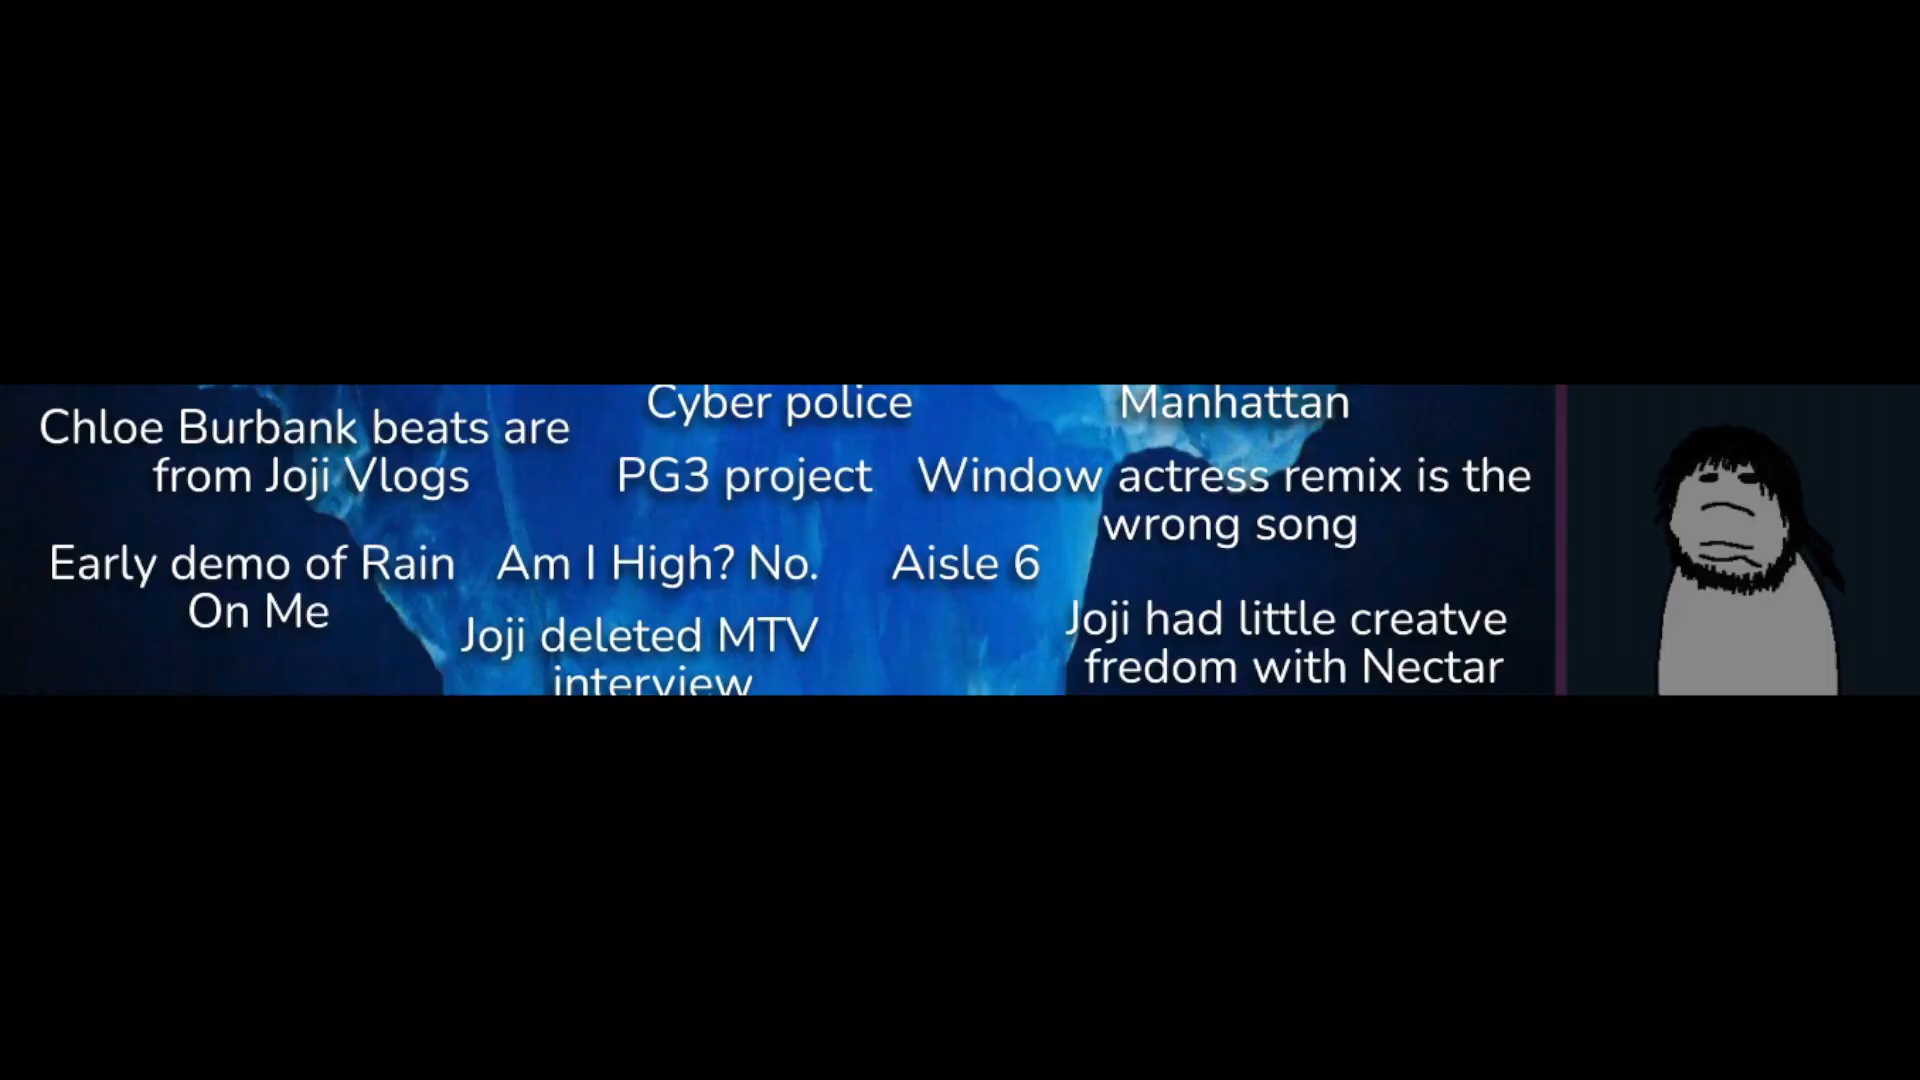 Cyber police
Manhattan
Chloe Burbank beats are
from Joji Vlogs
PG3 project
Window actress remix is the
wrong song
Early demo of Rain
On Me
Am I High? No.
Aisle 6
Joji deleted MTV
interview
Joji had little creatve
fredom with Nectar